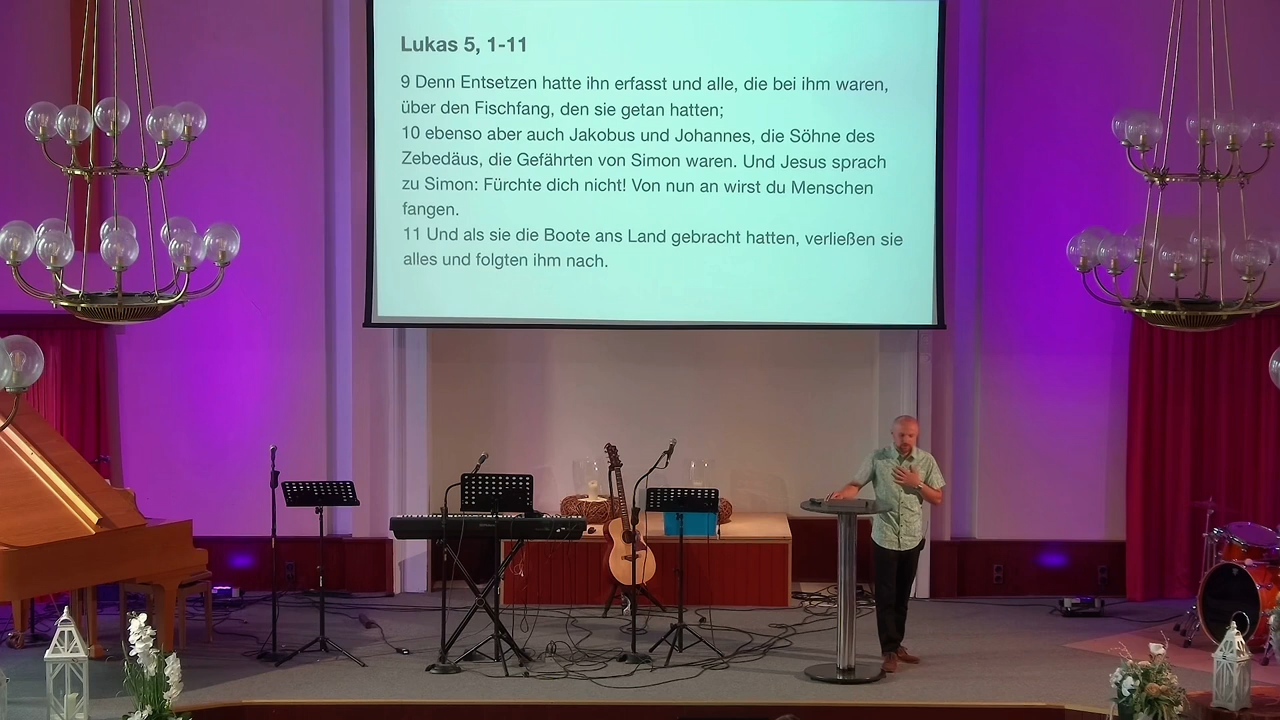 Lukas 5, 1-11
9 Denn Entsetzen hatte ihn erfasst und alle, die bei ihm waren,
über den Fischfang, den sie getan hatten;
10 ebenso aber auch Jakobus und Johannes, die Söhne des
Zebedäus, die Gefährten von Simon waren. Und Jesus sprach
zu Simon: Fürchte dich nicht! Von nun an wirst du Menschen
fangen.
11 Und als sie die Boote ans Land gebracht hatten, verließen sie
alles und folgten ihm nach.